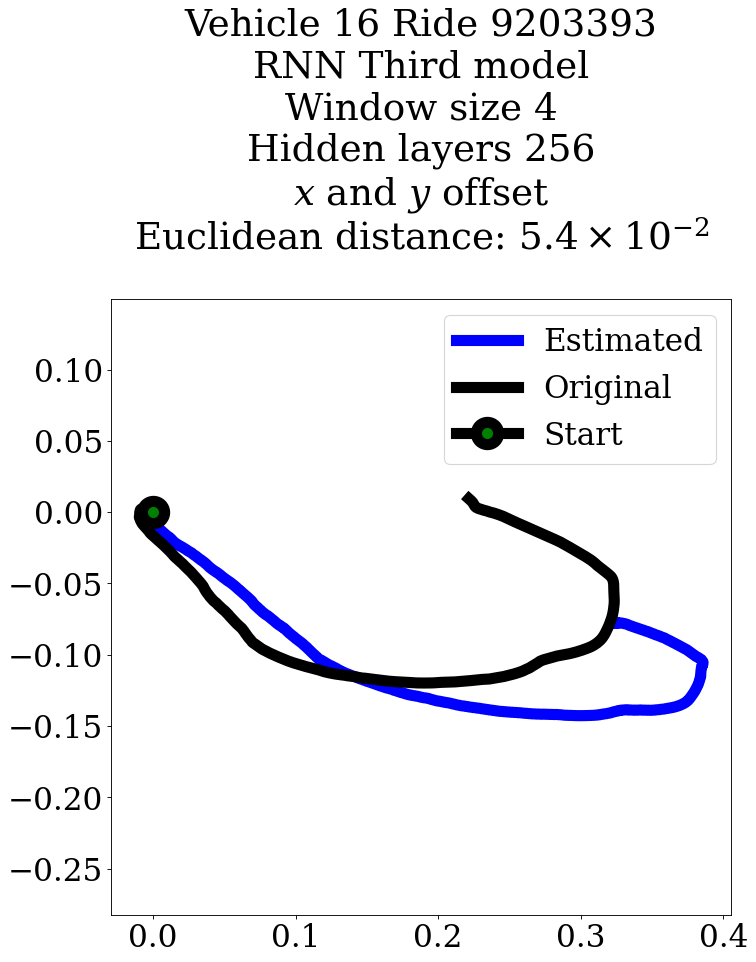 Vehicle 16 Ride 9203393
RNN Third model
Window size 4
Hidden layers 256
x and y offset
Euclidean distance: 5.4 × 10⁻²
Estimated
Original
Start
0.10
0.05
0.00
−0.05
−0.10
−0.15
−0.20
−0.25
0.0 0.1 0.2 0.3 0.4